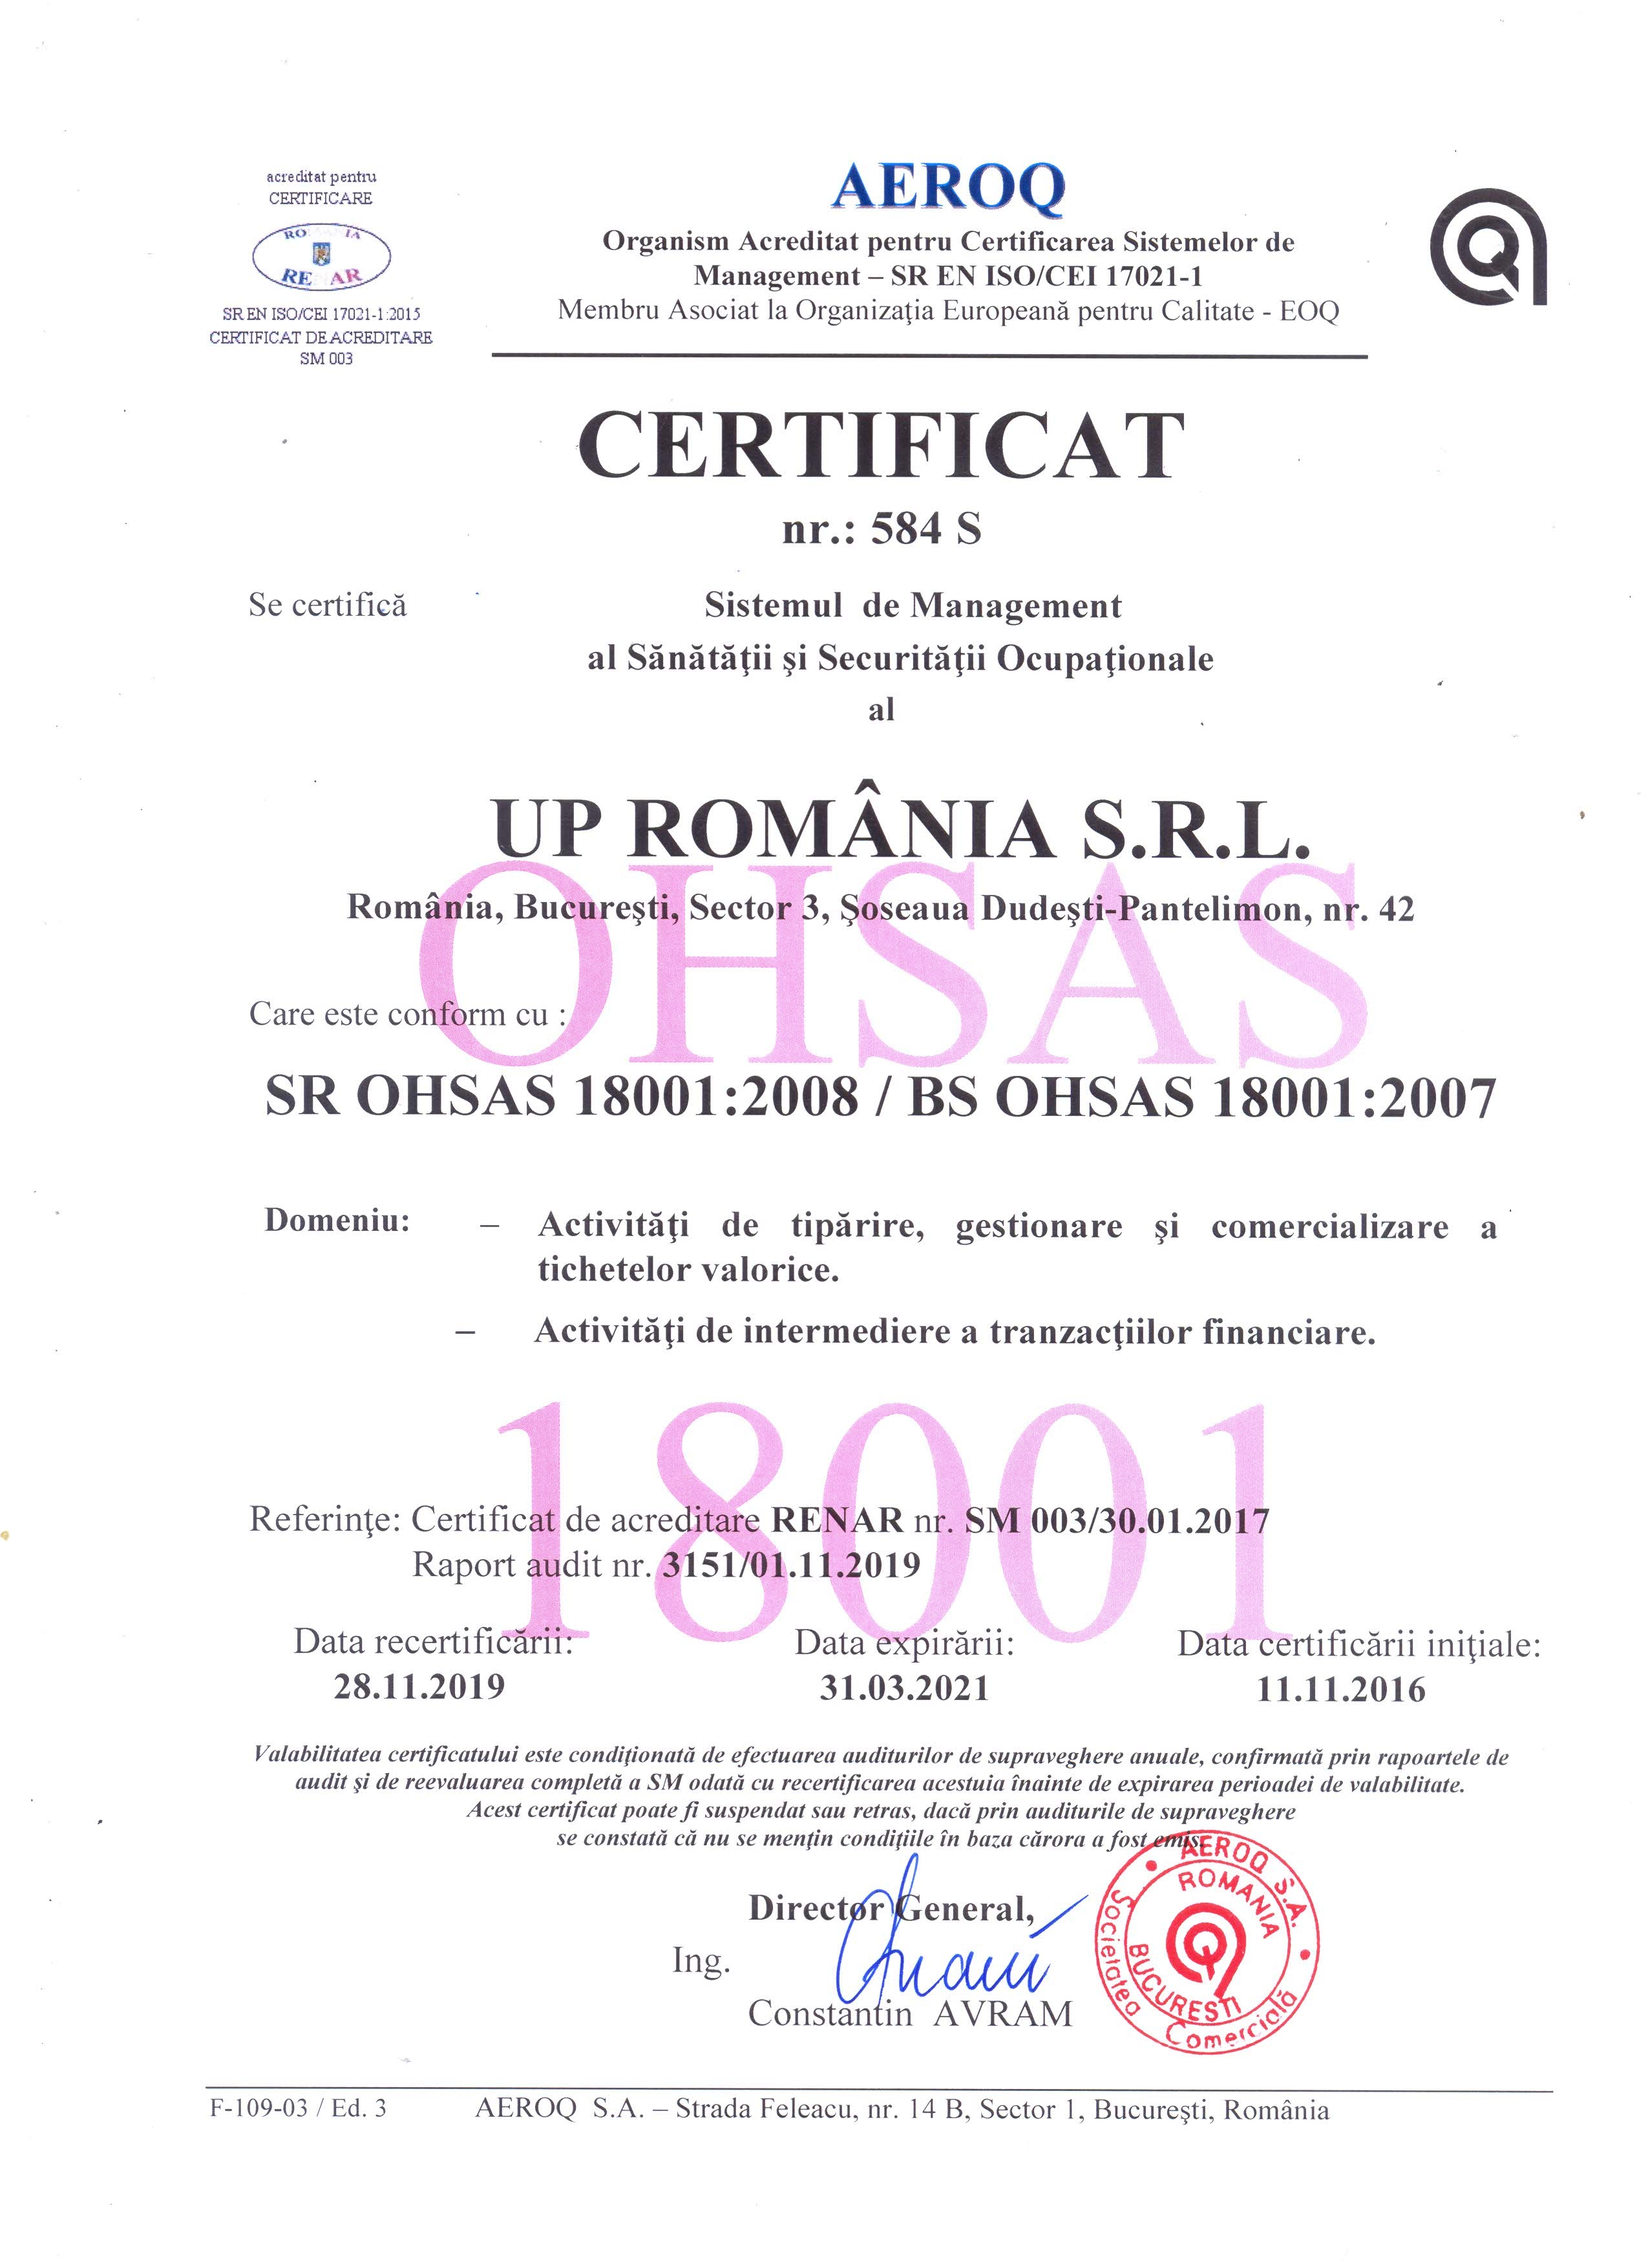 acreditat pentru
CERTIFICARE
ROMANIA
RENAR
SR EN ISO/CEI 17021-1:2015
CERTIFICAT DE ACREDITARE
SM 003
AEROQ
Organism Acreditat pentru Certificarea Sistemelor de
Management – SR EN ISO/CEI 17021-1
Membru Asociat la Organizaţia Europeană pentru Calitate - EOQ
CERTIFICAT
nr.: 584 S
Se certifică Sistemul de Management
al Sănătăţii şi Securităţii Ocupaţionale
al
UP ROMÂNIA S.R.L.
OHSAS
România, Bucureşti, Sector 3, Şoseaua Dudeşti-Pantelimon, nr. 42
Care este conform cu :
SR OHSAS 18001:2008 / BS OHSAS 18001:2007
Domeniu: – Activităţi de tipărire, gestionare şi comercializare a
tichetelor valorice.
– Activităţi de intermediere a tranzacţiilor financiare.
18001
Referinţe: Certificat de acreditare RENAR nr. SM 003/30.01.2017
Raport audit nr. 3151/01.11.2019
Data recertificării: Data expirării: Data certificării iniţiale:
28.11.2019 31.03.2021 11.11.2016
Valabilitatea certificatului este condiţionată de efectuarea auditurilor de supraveghere anuale, confirmată prin rapoartele de
audit şi de reevaluarea completă a SM odată cu recertificarea acestuia înainte de expirarea perioadei de valabilitate.
Acest certificat poate fi suspendat sau retras, dacă prin auditurile de supraveghere
se constată că nu se menţin condiţiile în baza cărora a fost emis.
Director General,
Ing.
Constantin AVRAM
AEROQ S.A.
Societatea Comercială
ROMANIA
BUCURESTI
F-109-03 / Ed. 3 AEROQ S.A. – Strada Feleacu, nr. 14 B, Sector 1, Bucureşti, România